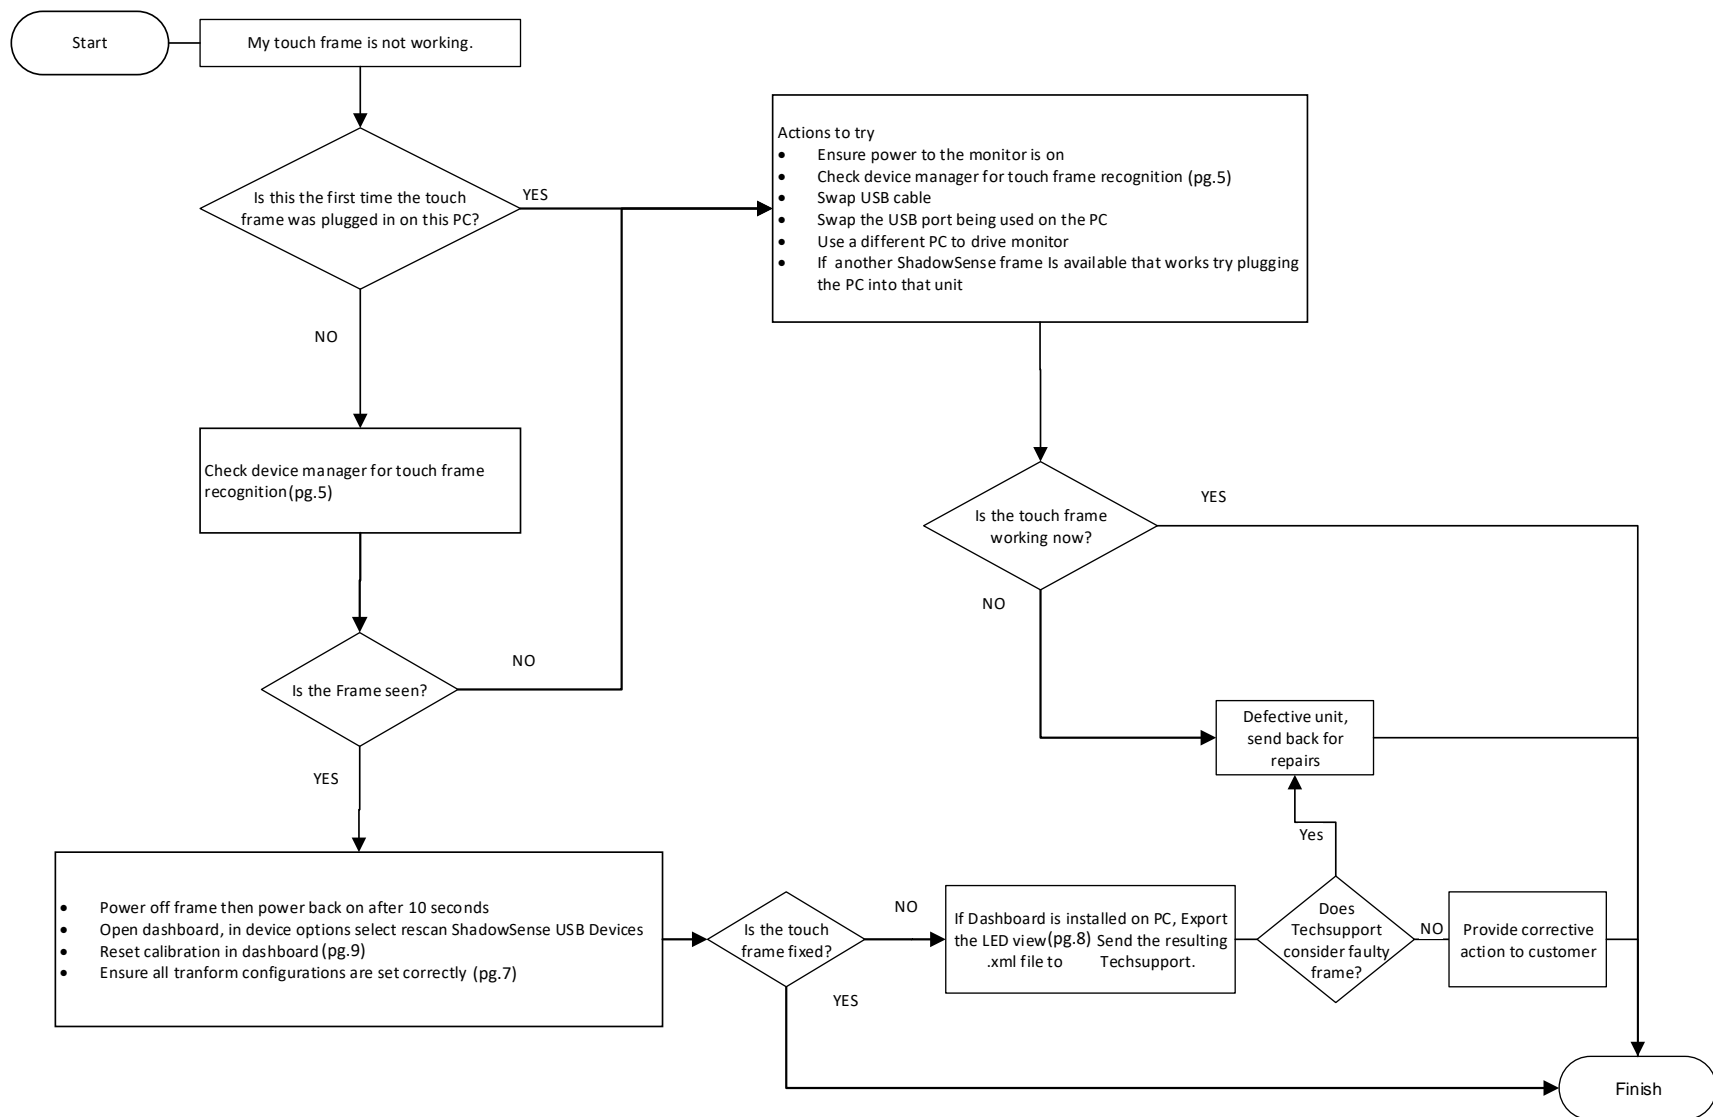 Start
My touch frame is not working.
Is this the first time the touch
frame was plugged in on this PC?
YES
NO
Actions to try
• Ensure power to the monitor is on
• Check device manager for touch frame recognition (pg.5)
• Swap USB cable
• Swap the USB port being used on the PC
• Use a different PC to drive monitor
• If another ShadowSense frame Is available that works try plugging
the PC into that unit
Check device manager for touch frame
recognition(pg.5)
Is the touch frame
working now?
YES
NO
Is the Frame seen?
NO
YES
Defective unit,
send back for
repairs
• Power off frame then power back on after 10 seconds
• Open dashboard, in device options select rescan ShadowSense USB Devices
• Reset calibration in dashboard (pg.9)
• Ensure all tranform configurations are set correctly (pg.7)
Is the touch
frame fixed?
NO
YES
If Dashboard is installed on PC, Export
the LED view(pg.8) Send the resulting
.xml file to Techsupport.
Does
Techsupport
consider faulty
frame?
Yes
NO
Provide corrective
action to customer
Finish